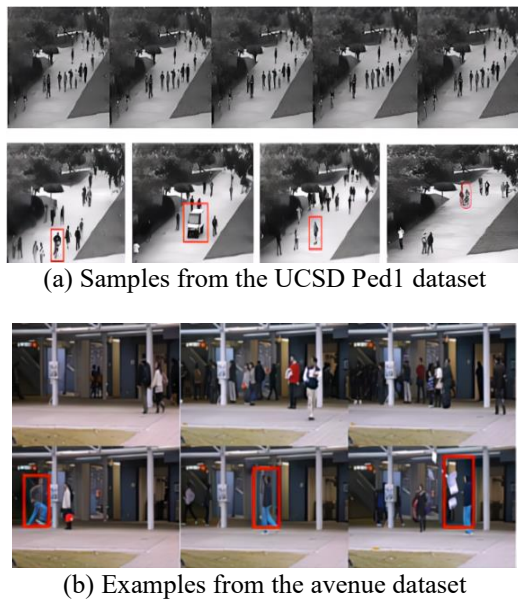 (a) Samples from the UCSD Ped1 dataset
(b) Examples from the avenue dataset